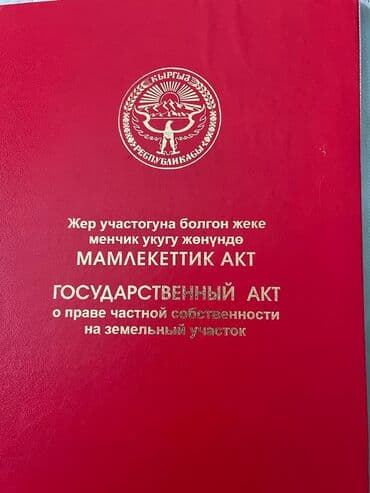 КЫРГЫЗ
РЕСПУБЛИКАСЫ
Жер участогуна болгон жеке
менчик укугу жөнүндө
МАМЛЕКЕТТИК АКТ
ГОСУДАРСТВЕННЫЙ АКТ
о праве частной собственности
на земельный участок